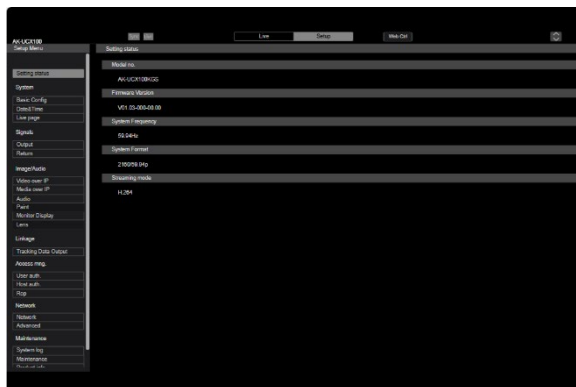 AK-UCX100
Live
Setup
Web Ctrl
Setup Menu
Setting status
Setting status
Model no.
AK-UCX100KGS
Firmware Version
V01.03-000-00.00
System Frequency
59.94Hz
System Format
2160/59.94p
Streaming mode
H.264
System
Basic Config
Date&Time
Live page
Signals
Output
Return
Image/Audio
Video over IP
Media over IP
Audio
Paint
Monitor Display
Lens
Linkage
Tracking Data Output
Access mng.
User auth.
Host auth.
Rop
Network
Network
Advanced
Maintenance
System log
Maintenance
Product info